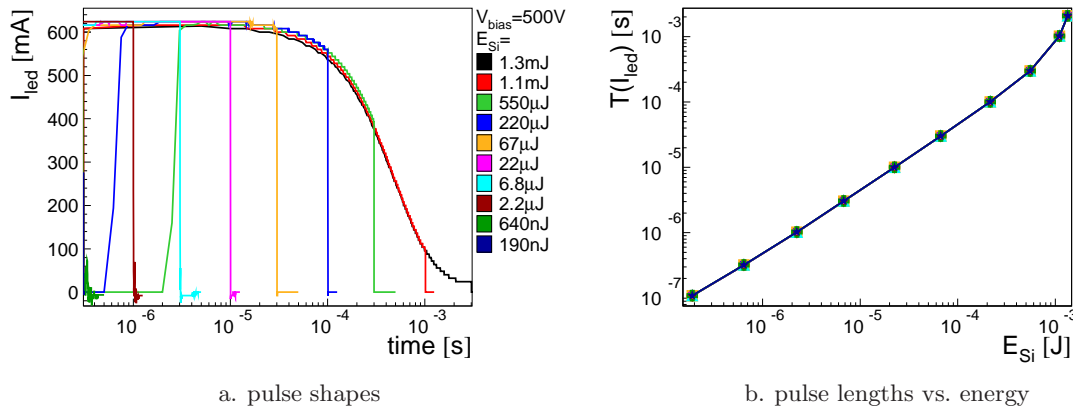 I_led [mA]
600
500
400
300
200
100
0
10^-6
10^-5
10^-4
10^-3
time [s]
V_bias=500V
E_Si=
1.3mJ
1.1mJ
550μJ
220μJ
67μJ
22μJ
6.8μJ
2.2μJ
640nJ
190nJ
a. pulse shapes
T(I_led) [s]
10^-3
10^-4
10^-5
10^-6
10^-7
10^-6
10^-5
10^-4
10^-3
E_Si [J]
b. pulse lengths vs. energy